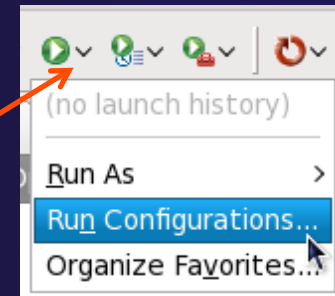 (no launch history)
Run As
Run Configurations...
Organize Favorites...